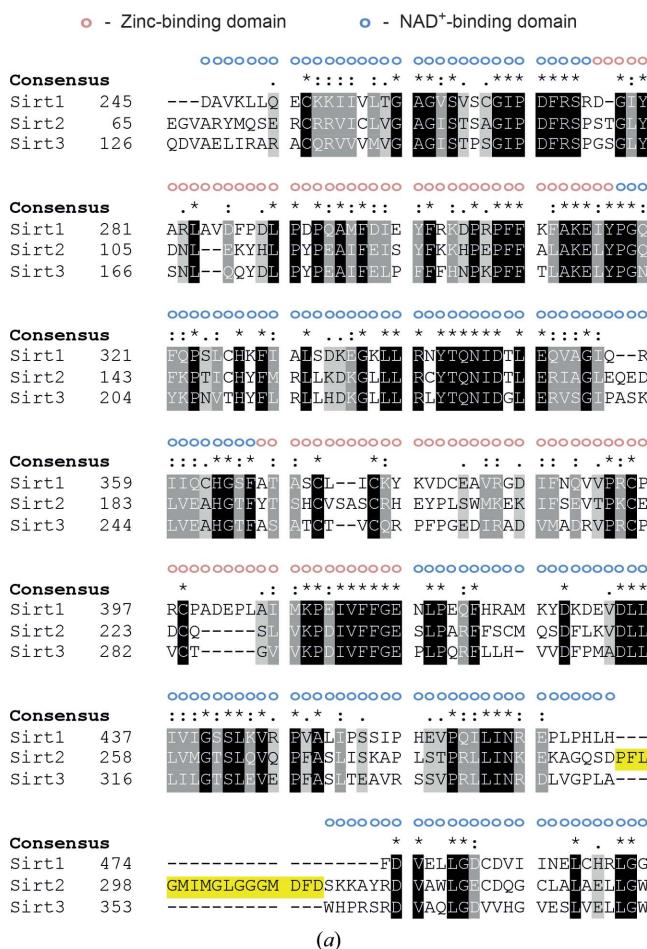 - Zinc-binding domain - NAD⁺-binding domain
Consensus . *::::  :.* **:*: *** **** *:*
Sirt1 245 ---DAVKLLQ ECKKIIVLTG AGVSVSCGIP DFRSRD-GIY
Sirt2 65 EGVARYMQSE RCRRVICLVG AGISTSAGIP DFRSPSTGLY
Sirt3 126 QDVAELIRAR ACQRVVVMVG AGISTPSGIP DFRSPGSGLY
Consensus .* : .* * *:*:*:: :* :.*.*** :***:***:
Sirt1 281 ARLAVDFPDL PDPQAMFDIE YFRKDPRPFF KFAKEIYPGQ
Sirt2 105 DNL--EKYHL PYPEAIFEIS YFKKHPEPFF ALAKELYPGQ
Sirt3 166 SNL--QQYDL PYPEAIFELP FFFHNPKPFF TLAKELYPGN
Consensus ::*.: *:*: *..*:** * *******.* *::.*:
Sirt1 321 FQPSLCHKFI ALSDKEGKLL RNYTQNIDTL EQVAGIQ--R
Sirt2 143 FKPTICHYFM RLLKDKGLLL RCYTQNIDTL ERIAGLEQED
Sirt3 204 YKPNVTHYFL RLLHDKGLLR LYTQNIDGL ERVSGIPASK
Consensus :::.**:*:: :.* *: . .:*.: :*. *:**
Sirt1 359 IIQCHGSFAT ASCL--ICKY KVDCEAVRGD IFNQVVPRCP
Sirt2 183 LVEAHGTFYT SHCVSASCRH EYPLSWMKEK IFSEVTPKCE
Sirt3 244 LVEAHGTFAS ATCT--VCQR PFPGEDIRAD VMADRVPRCP
Consensus * :: :**:******* **.:* * ***
Sirt1 397 RCPADEPLAI MKPEIVFFGE NLPEQFHRAM KYDKDEVDLL
Sirt2 223 DCQ-----SL VKPDIVFFGE SLPARFFSCM QSDFLKVDLL
Sirt3 282 VCT-----GV VKPDIVFFGE PLPQRFLLH- VVDFPMADLL
Consensus :::*:**:*: *.*: . :*:***: :
Sirt1 437 IVIGSSLKVR PVALIPSSIP HEVPQILINR EPLPHLH---
Sirt2 258 LVMGTSLQVQ PFASLISKAP LSTPRLLINK EKAGQSDPFL
Sirt3 316 LILGTSLEVE PFASLTEAVR SSVPRLLINR DLVGPLA---
Consensus * * **: * **
Sirt1 474 ---------- -------- -FD VELLGDCDVI INELCHRLGG
Sirt2 298 GMIMGLGGGM DFDSKKAYRD VAWLGECDQG CLALAELLGW
Sirt3 353 ---------- ---WHPRSRD VAQLGDVVHG VESLVELLGW
(a)